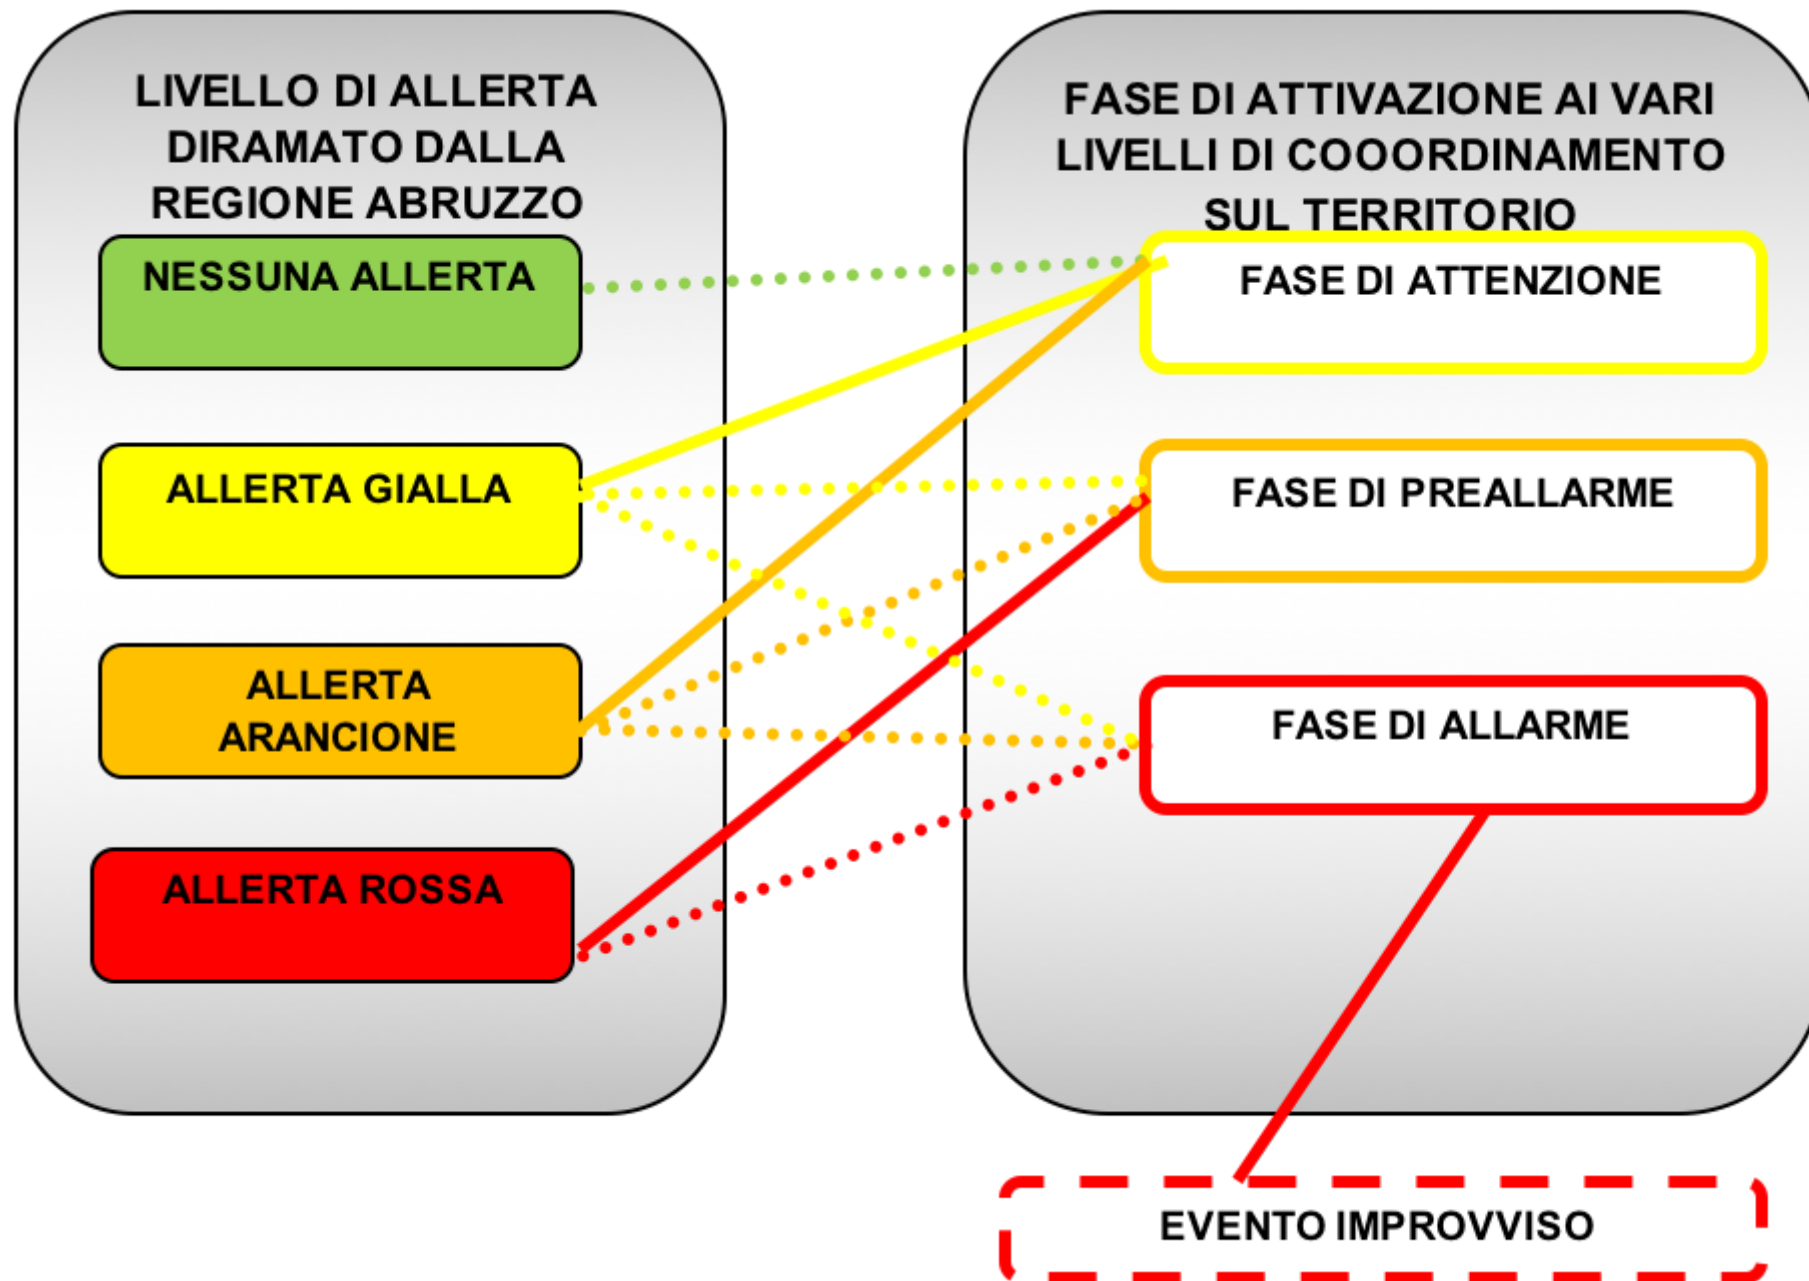 LIVELLO DI ALLERTA
DIRAMATO DALLA
REGIONE ABRUZZO
NESSUNA ALLERTA
ALLERTA GIALLA
ALLERTA
ARANCIONE
ALLERTA ROSSA
FASE DI ATTIVAZIONE AI VARI
LIVELLI DI COOORDINAMENTO
SUL TERRITORIO
FASE DI ATTENZIONE
FASE DI PREALLARME
FASE DI ALLARME
EVENTO IMPROVVISO